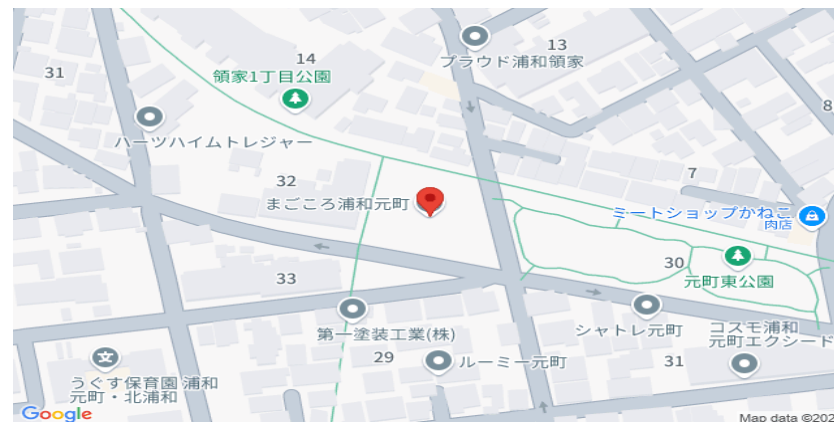 プラウド浦和領家
13
14
31
領家1丁目公園
8
ハーツハイムトレジャー
7
32
まごころ浦和元町
ミートショップかねこ
肉店
30
33
元町東公園
第一塗装工業(株)
シャトレ元町
コスモ浦和
元町エクシード
29
ルーミー元町
31
うぐす保育園 浦和
元町・北浦和
Google
Map data ©202